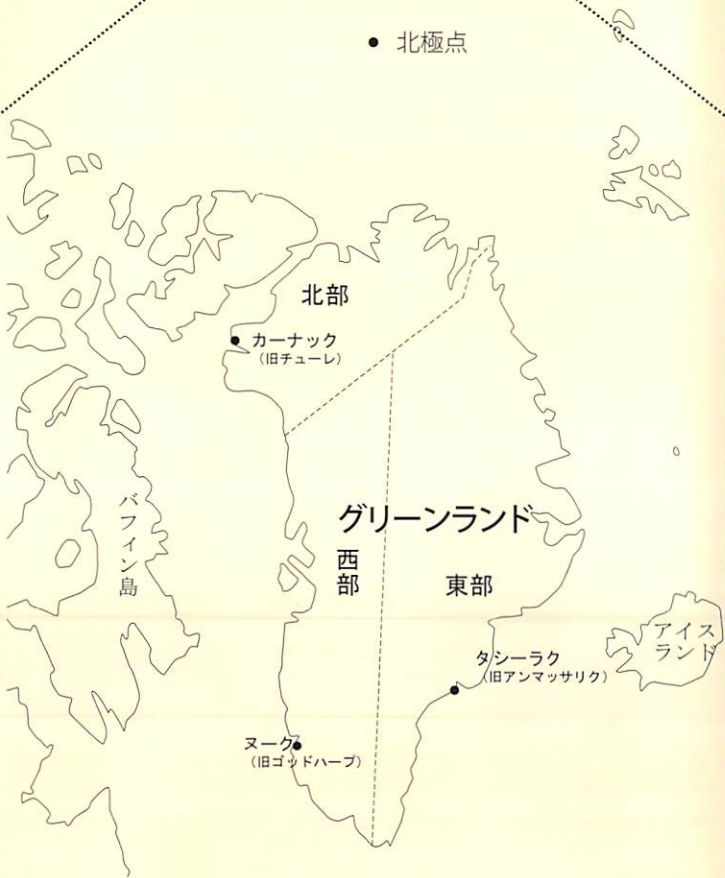 北極点
北部
カーナック
（旧チューレ）
バフィン島
グリーンランド
西部
東部
アイス
ランド
タシーラク
（旧アンマッサリク）
ヌーク
（旧ゴッドハープ）